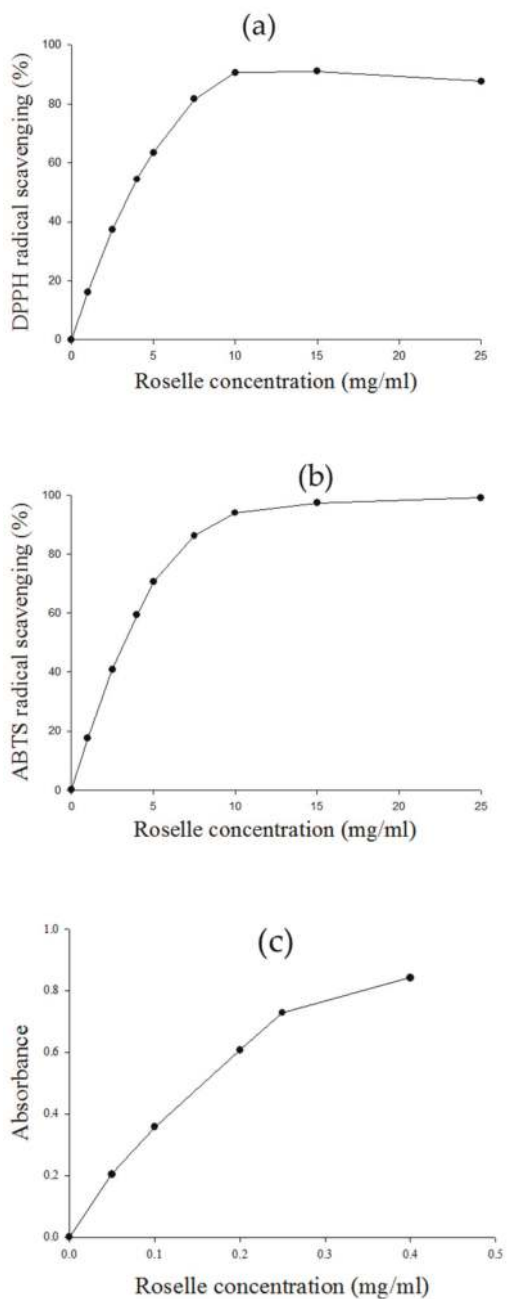 (a)
100
80
60
40
20
0
DPPH radical scavenging (%)
0 5 10 15 20 25
Roselle concentration (mg/ml)
(b)
100
80
60
40
20
0
ABTS radical scavenging (%)
0 5 10 15 20 25
Roselle concentration (mg/ml)
(c)
1.0
0.8
0.6
0.4
0.2
0.0
Absorbance
0.0 0.1 0.2 0.3 0.4 0.5
Roselle concentration (mg/ml)